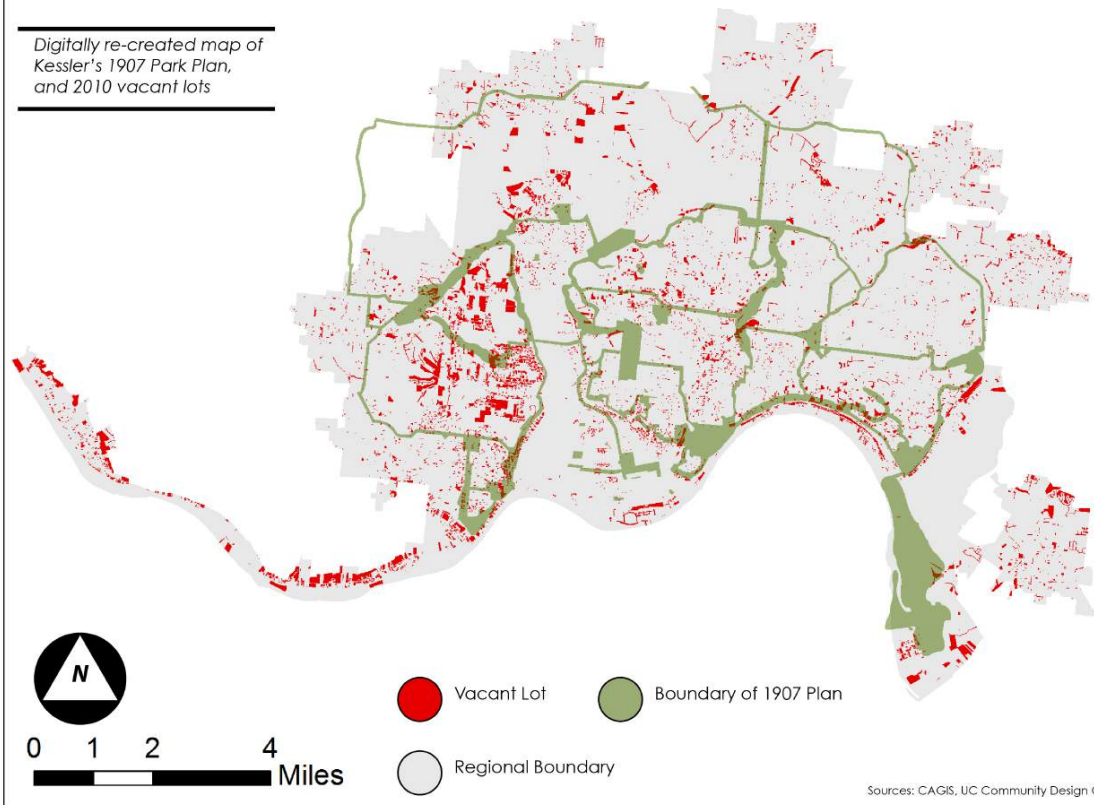 Digitally re-created map of
Kessler's 1907 Park Plan,
and 2010 vacant lots
N
0 1 2 4
Miles
Vacant Lot
Boundary of 1907 Plan
Regional Boundary
Sources: CAGIS, UC Community Design